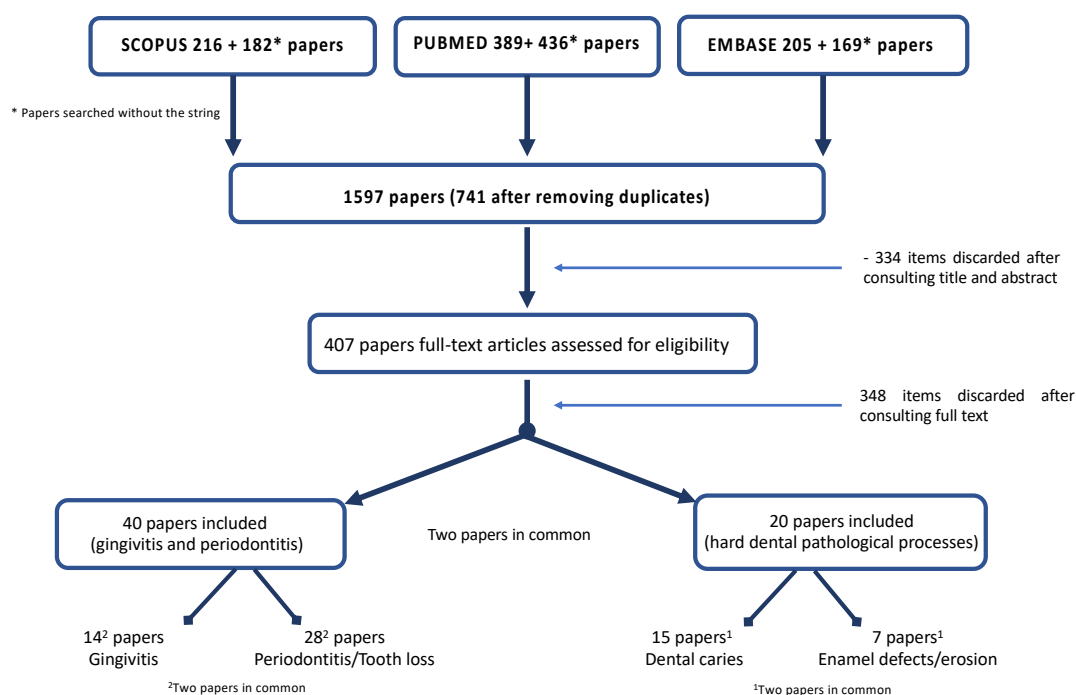 SCOPUS 216 + 182* papers
PUBMED 389+ 436* papers
EMBASE 205 + 169* papers
* Papers searched without the string
1597 papers (741 after removing duplicates)
- 334 items discarded after
consulting title and abstract
407 papers full-text articles assessed for eligibility
348 items discarded after
consulting full text
40 papers included
(gingivitis and periodontitis)
Two papers in common
20 papers included
(hard dental pathological processes)
14² papers
Gingivitis
28² papers
Periodontitis/Tooth loss
15 papers¹
Dental caries
7 papers¹
Enamel defects/erosion
²Two papers in common
¹Two papers in common